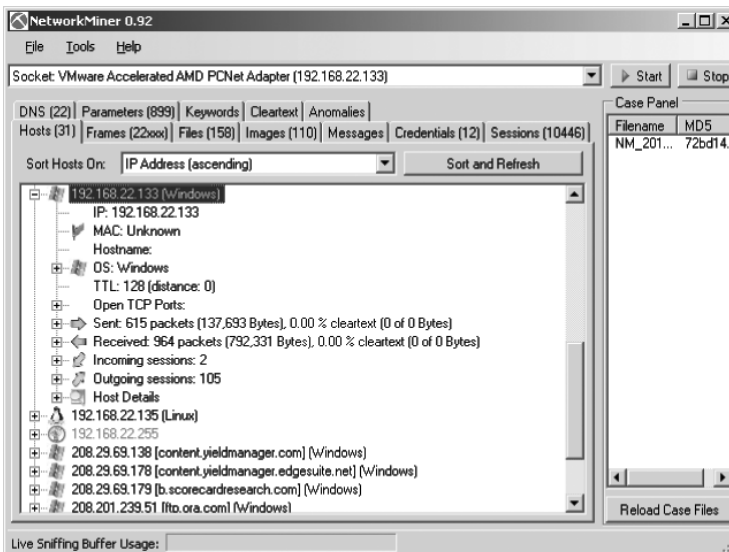 NetworkMiner 0.92
File Tools Help
Socket: VMware Accelerated AMD PCNet Adapter (192.168.22.133)
Start
Stop
DNS (22) Parameters (899) Keywords Cleartext Anomalies
Hosts (31) Frames (22xxx) Files (158) Images (110) Messages Credentials (12) Sessions (10446)
Sort Hosts On: IP Address (ascending) Sort and Refresh
192.168.22.133 (Windows)
IP: 192.168.22.133
MAC: Unknown
Hostname:
OS: Windows
TTL: 128 (distance: 0)
Open TCP Ports:
Sent: 615 packets (137,693 Bytes), 0.00 % cleartext (0 of 0 Bytes)
Received: 964 packets (792,331 Bytes), 0.00 % cleartext (0 of 0 Bytes)
Incoming sessions: 2
Outgoing sessions: 105
Host Details
192.168.22.135 (Linux)
192.168.22.255
208.29.69.138 [content.yieldmanager.com] (Windows)
208.29.69.178 [content.yieldmanager.edgesuite.net] (Windows)
208.29.69.179 [b.scorecardresearch.com] (Windows)
208.201.239.51 [ftp.ora.com] (Windows)
Case Panel
Filename MD5
NM_201... 72bd14.
Reload Case Files
Live Sniffing Buffer Usage: